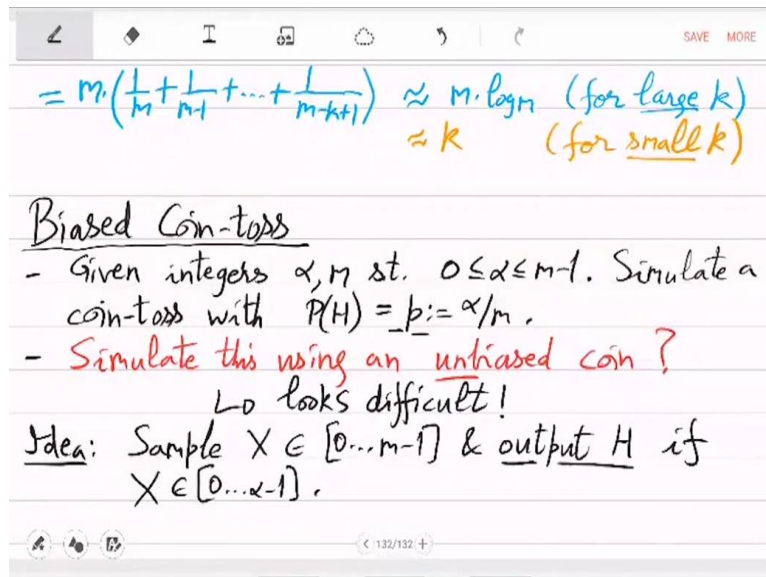 SAVE MORE
= m.(1/m + 1/m-1 + ... + 1/m-k+1) ≈ m.logm (for large k)
≈ k (for small k)
Biased Coin-toss
- Given integers α, m st. 0≤α≤m-1. Simulate a
coin-toss with P(H) = p := α/m.
- Simulate this using an unbiased coin?
↳ looks difficult!
Idea: Sample X ∈ [0...m-1] & output H if
X ∈ [0...α-1].
< 132/132 +